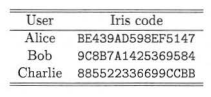 User Iris code
Alice BE439AD598EF5147
Bob 9C8B7A1425369584
Charlie 885522336699CCBB